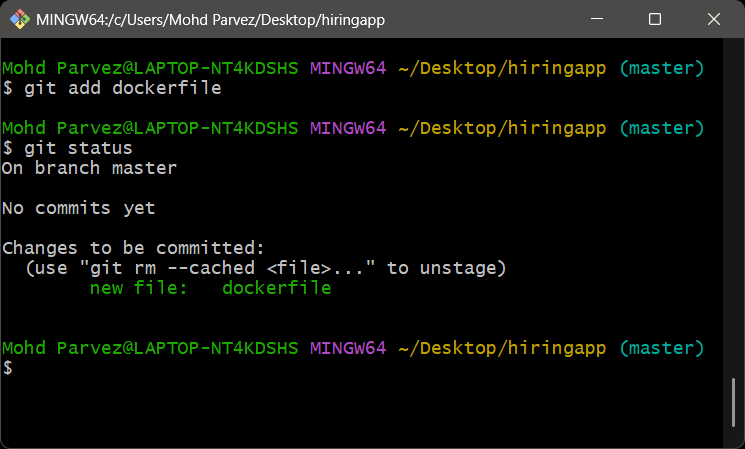 MINGW64:/c/Users/Mohd Parvez/Desktop/hiringapp
Mohd Parvez@LAPTOP-NT4KDSHS MINGW64 ~/Desktop/hiringapp (master)
$ git add dockerfile
Mohd Parvez@LAPTOP-NT4KDSHS MINGW64 ~/Desktop/hiringapp (master)
$ git status
On branch master
No commits yet
Changes to be committed:
  (use "git rm --cached <file>..." to unstage)
        new file:   dockerfile
Mohd Parvez@LAPTOP-NT4KDSHS MINGW64 ~/Desktop/hiringapp (master)
$